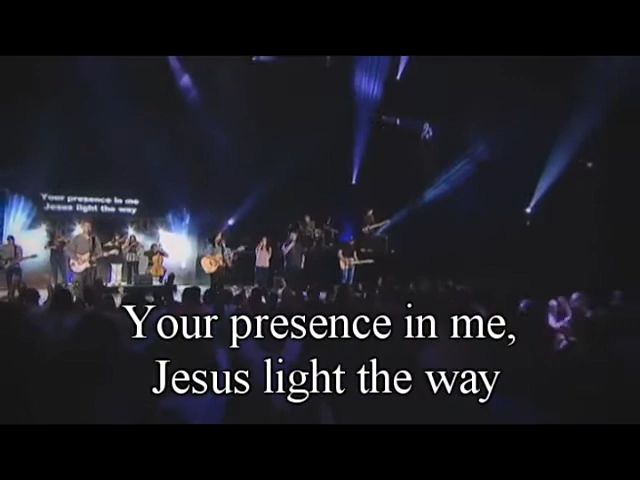 Your presence in me
Jesus light the way
Your presence in me,
Jesus light the way